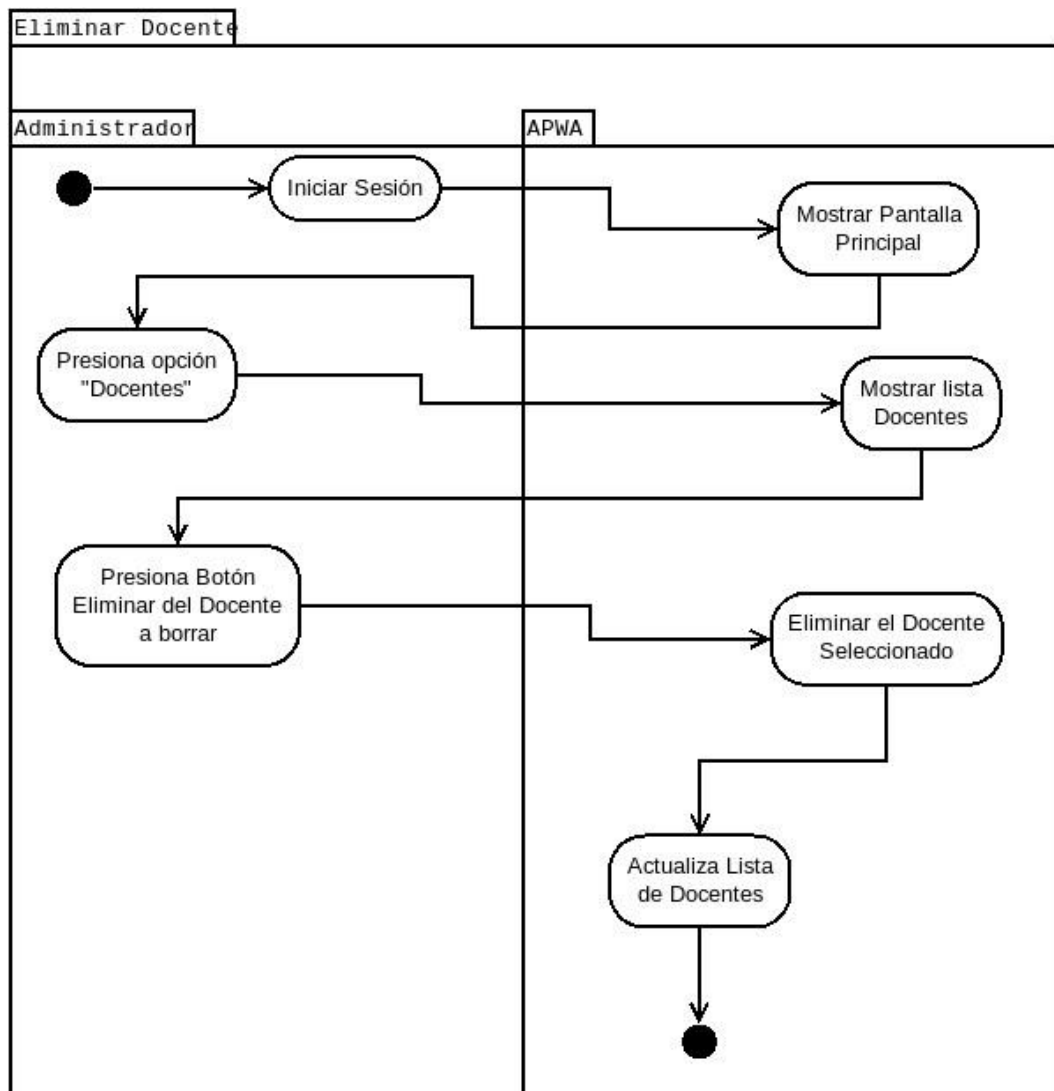 Eliminar Docente
Administrador
APWA
Iniciar Sesión
Mostrar Pantalla
Principal
Presiona opción
"Docentes"
Mostrar lista
Docentes
Presiona Botón
Eliminar del Docente
a borrar
Eliminar el Docente
Seleccionado
Actualiza Lista
de Docentes